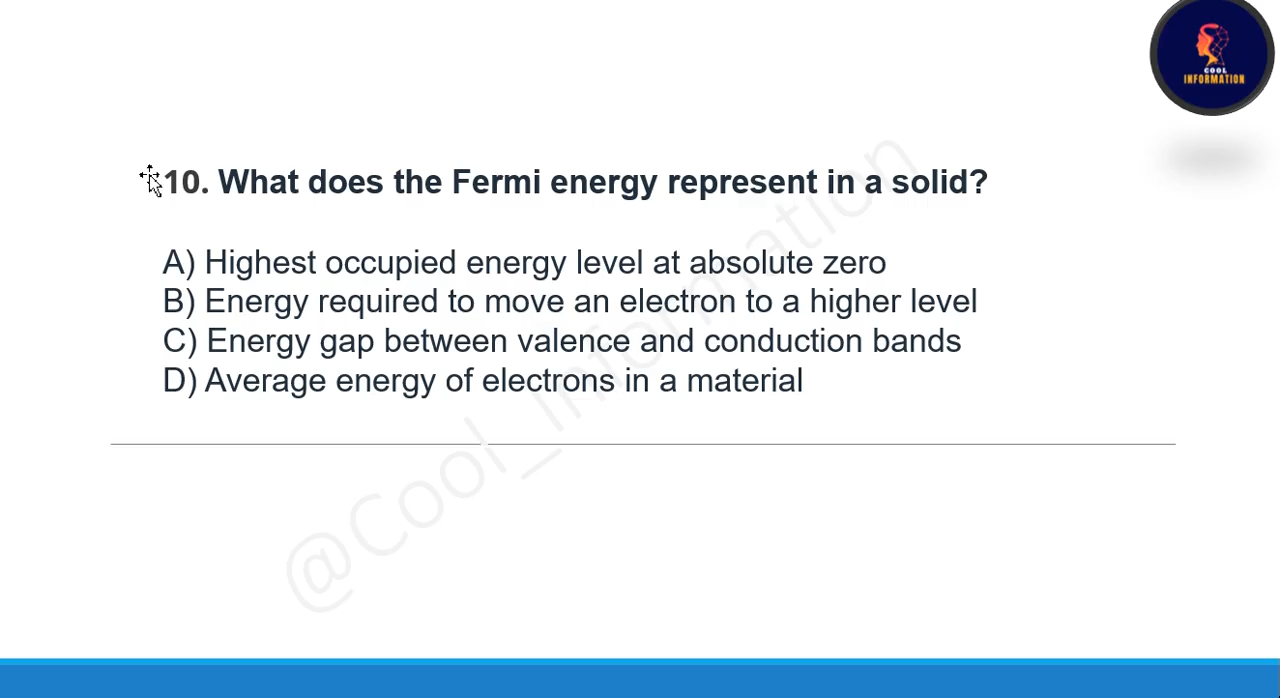 COOL
INFORMATION
10. What does the Fermi energy represent in a solid?
A) Highest occupied energy level at absolute zero
B) Energy required to move an electron to a higher level
C) Energy gap between valence and conduction bands
D) Average energy of electrons in a material
@Cool_Information